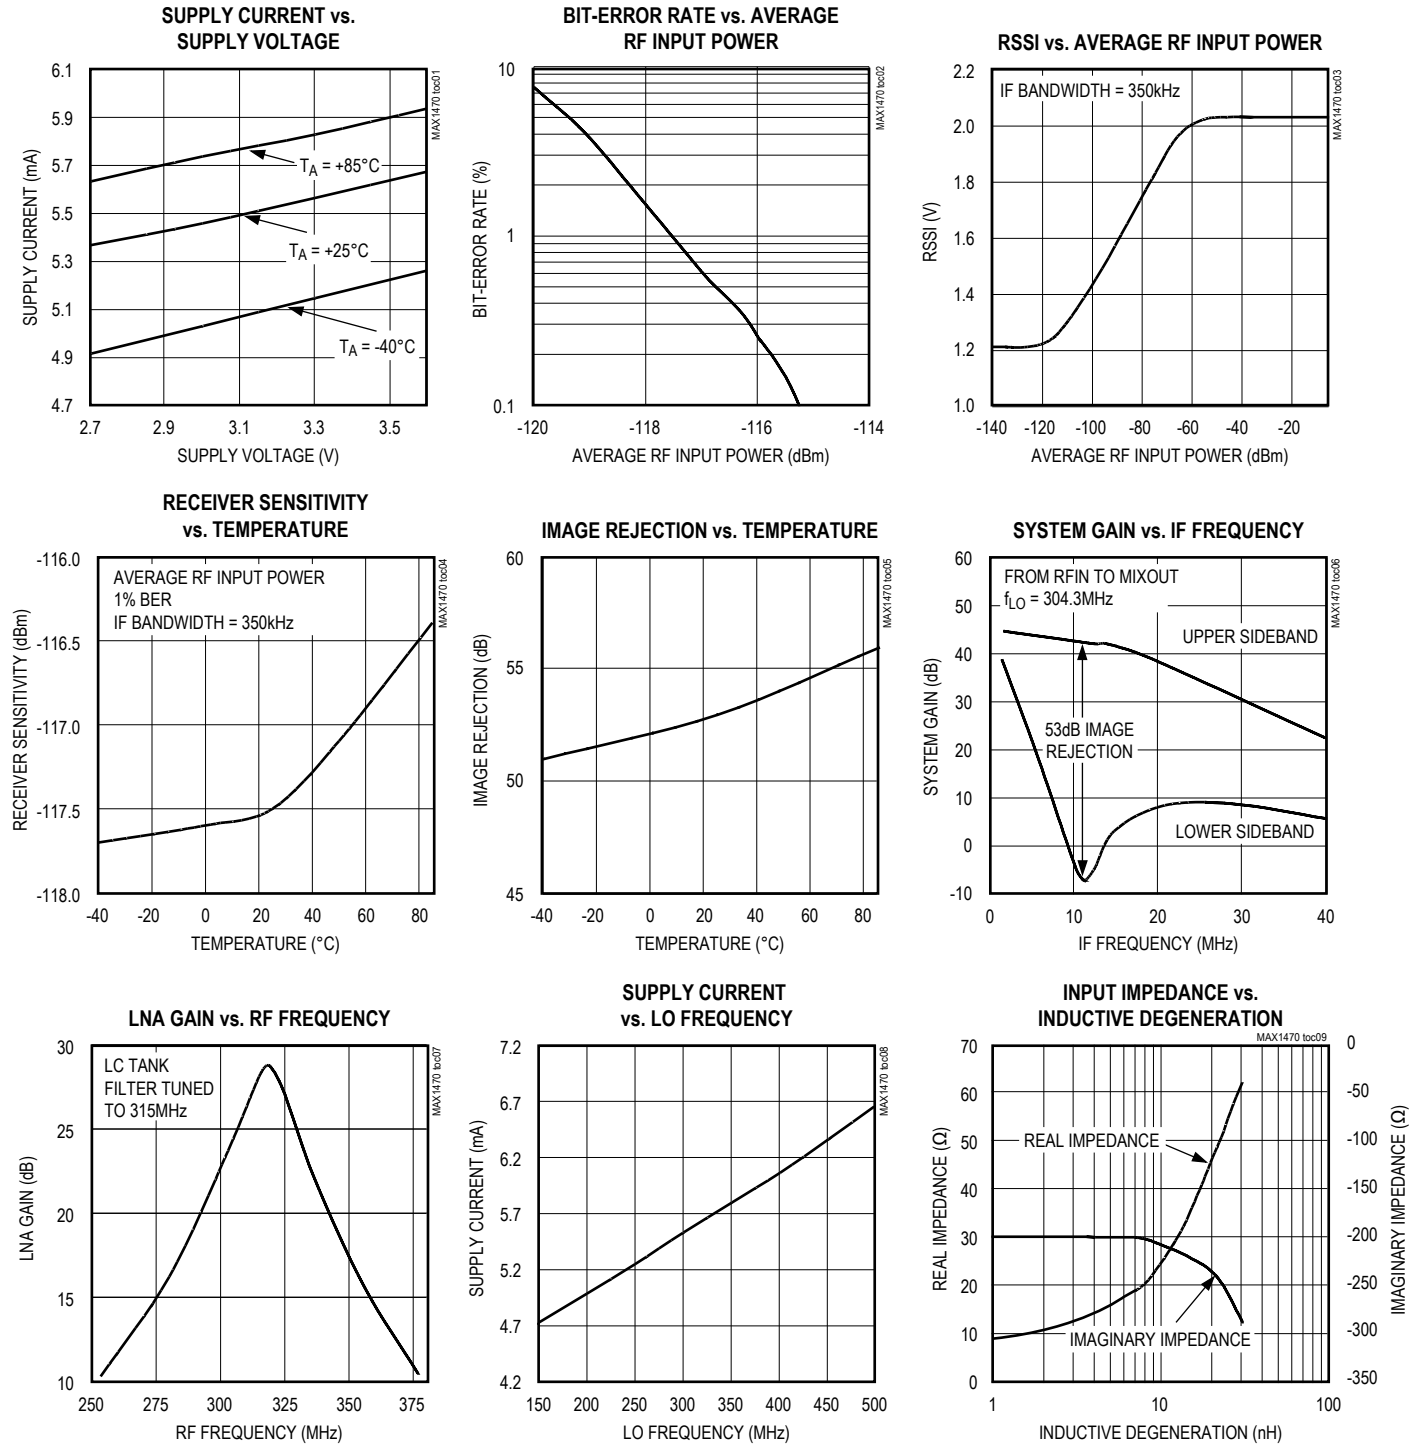 SUPPLY CURRENT vs.
SUPPLY VOLTAGE
MAX1470 toc01
SUPPLY CURRENT (mA)
6.1
5.9
5.7
5.5
5.3
5.1
4.9
4.7
TA = +85°C
TA = +25°C
TA = -40°C
2.7 2.9 3.1 3.3 3.5
SUPPLY VOLTAGE (V)
BIT-ERROR RATE vs. AVERAGE
RF INPUT POWER
MAX1470 toc02
BIT-ERROR RATE (%)
10
1
0.1
-120 -118 -116 -114
AVERAGE RF INPUT POWER (dBm)
RSSI vs. AVERAGE RF INPUT POWER
MAX1470 toc03
IF BANDWIDTH = 350kHz
RSSI (V)
2.2
2.0
1.8
1.6
1.4
1.2
1.0
-140 -120 -100 -80 -60 -40 -20
AVERAGE RF INPUT POWER (dBm)
RECEIVER SENSITIVITY
vs. TEMPERATURE
MAX1470 toc04
AVERAGE RF INPUT POWER
1% BER
IF BANDWIDTH = 350kHz
RECEIVER SENSITIVITY (dBm)
-116.0
-116.5
-117.0
-117.5
-118.0
-40 -20 0 20 40 60 80
TEMPERATURE (°C)
IMAGE REJECTION vs. TEMPERATURE
MAX1470 toc05
IMAGE REJECTION (dB)
60
55
50
45
-40 -20 0 20 40 60 80
TEMPERATURE (°C)
SYSTEM GAIN vs. IF FREQUENCY
MAX1470 toc06
FROM RFIN TO MIXOUT
fLO = 304.3MHz
UPPER SIDEBAND
53dB IMAGE
REJECTION
LOWER SIDEBAND
SYSTEM GAIN (dB)
60
50
40
30
20
10
0
-10
0 10 20 30 40
IF FREQUENCY (MHz)
LNA GAIN vs. RF FREQUENCY
MAX1470 toc07
LC TANK
FILTER TUNED
TO 315MHz
LNA GAIN (dB)
30
25
20
15
10
250 275 300 325 350 375
RF FREQUENCY (MHz)
SUPPLY CURRENT
vs. LO FREQUENCY
MAX1470 toc08
SUPPLY CURRENT (mA)
7.2
6.7
6.2
5.7
5.2
4.7
4.2
150 200 250 300 350 400 450 500
LO FREQUENCY (MHz)
INPUT IMPEDANCE vs.
INDUCTIVE DEGENERATION
MAX1470 toc09
REAL IMPEDANCE (Ω)
70
60
50
40
30
20
10
0
REAL IMPEDANCE
IMAGINARY IMPEDANCE
0
-50
-100
-150
-200
-250
-300
-350
IMAGINARY IMPEDANCE (Ω)
1 10 100
INDUCTIVE DEGENERATION (nH)